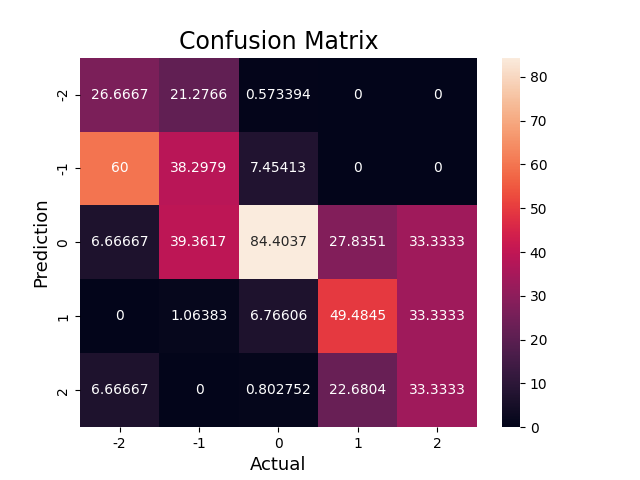 Confusion Matrix
-2 26.6667 21.2766 0.573394 0 0
-1 60 38.2979 7.45413 0 0
0 6.66667 39.3617 84.4037 27.8351 33.3333
1 0 1.06383 6.76606 49.4845 33.3333
2 6.66667 0 0.802752 22.6804 33.3333
-2 -1 0 1 2
Prediction
Actual
80
70
60
50
40
30
20
10
0